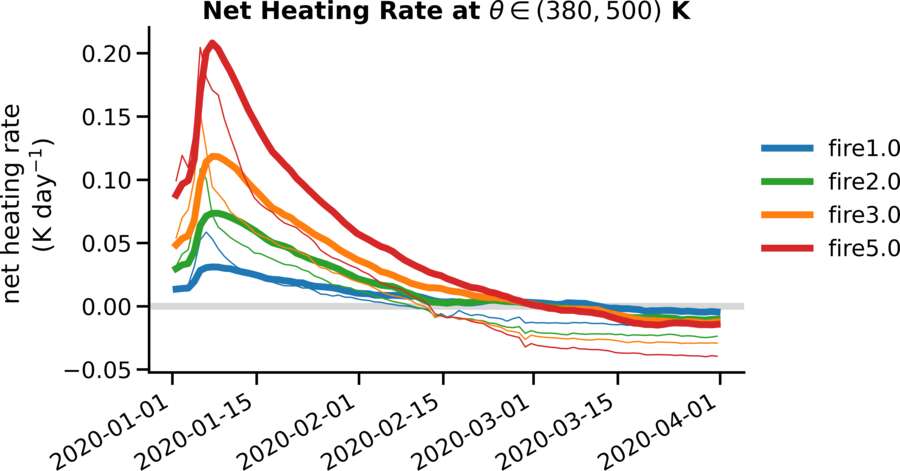 Net Heating Rate at θ ∈ (380, 500) K
net heating rate
(K day⁻¹)
0.20
0.15
0.10
0.05
0.00
−0.05
2020-01-01
2020-01-15
2020-02-01
2020-02-15
2020-03-01
2020-03-15
2020-04-01
fire1.0
fire2.0
fire3.0
fire5.0